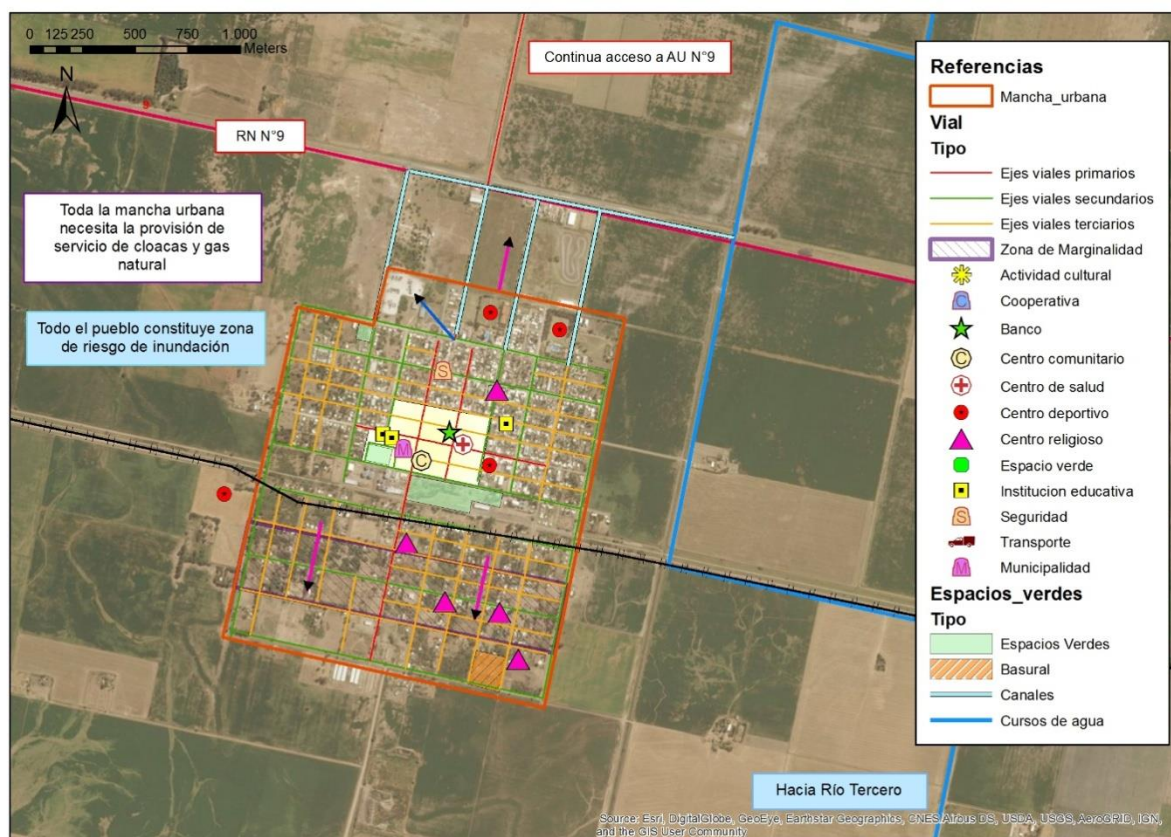 0 125 250 500 750 1.000
Meters
N
Continua acceso a AU N°9
9
RN N°9
Toda la mancha urbana
necesita la provisión de
servicio de cloacas y gas
natural
Todo el pueblo constituye zona
de riesgo de inundación
S
M
C
Hacia Río Tercero
Referencias
Mancha_urbana
Vial
Tipo
Ejes viales primarios
Ejes viales secundarios
Ejes viales terciarios
Zona de Marginalidad
Actividad cultural
C Cooperativa
Banco
C Centro comunitario
Centro de salud
Centro deportivo
Centro religioso
Espacio verde
Institucion educativa
S Seguridad
Transporte
M Municipalidad
Espacios_verdes
Tipo
Espacios Verdes
Basural
Canales
Cursos de agua
Source: Esri, DigitalGlobe, GeoEye, Earthstar Geographics, CNES/Airbus DS, USDA, USGS, AeroGRID, IGN,
and the GIS User Community